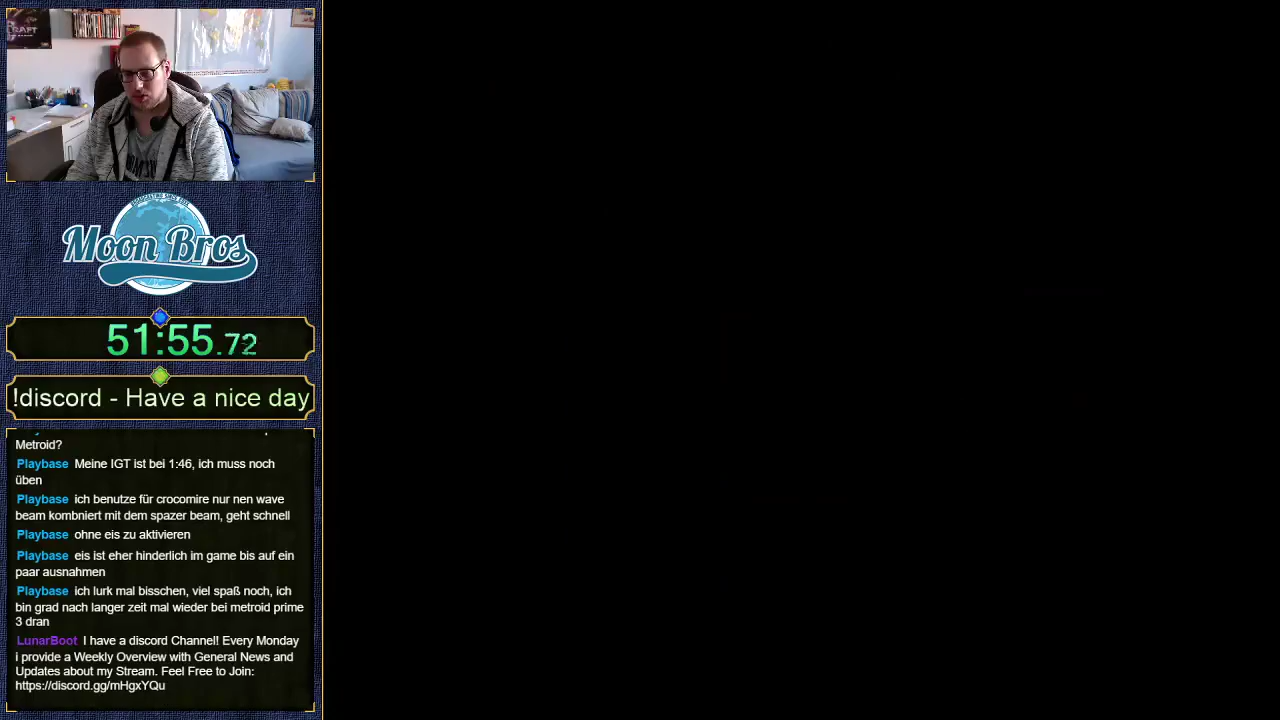 RAFT
BROADCASTING SINCE 2008
Moon Bros
51:55.72
!discord - Have a nice day
Metroid?
Playbase Meine IGT ist bei 1:46, ich muss noch
üben
Playbase ich benutze für crocomire nur nen wave
beam kombniert mit dem spazer beam, geht schnell
Playbase ohne eis zu aktivieren
Playbase eis ist eher hinderlich im game bis auf ein
paar ausnahmen
Playbase ich lurk mal bisschen, viel spaß noch, ich
bin grad nach langer zeit mal wieder bei metroid prime
3 dran
LunarBoot I have a discord Channel! Every Monday
i provide a Weekly Overview with General News and
Updates about my Stream. Feel Free to Join:
https://discord.gg/mHgxYQu